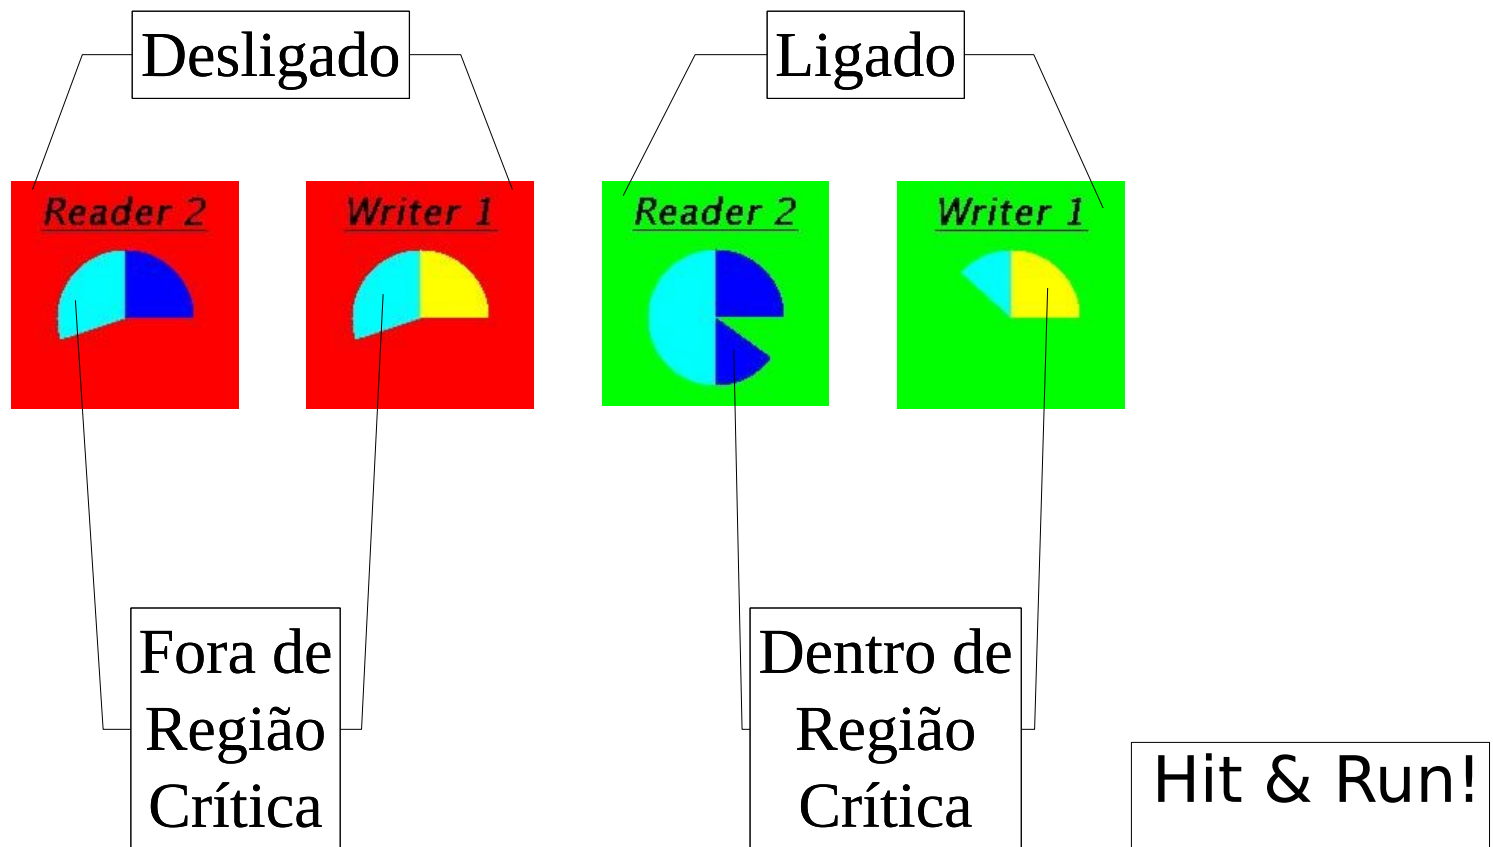 Desligado
Ligado
Reader 2
Writer 1
Reader 2
Writer 1
Fora de
Região
Crítica
Dentro de
Região
Crítica
Hit & Run!